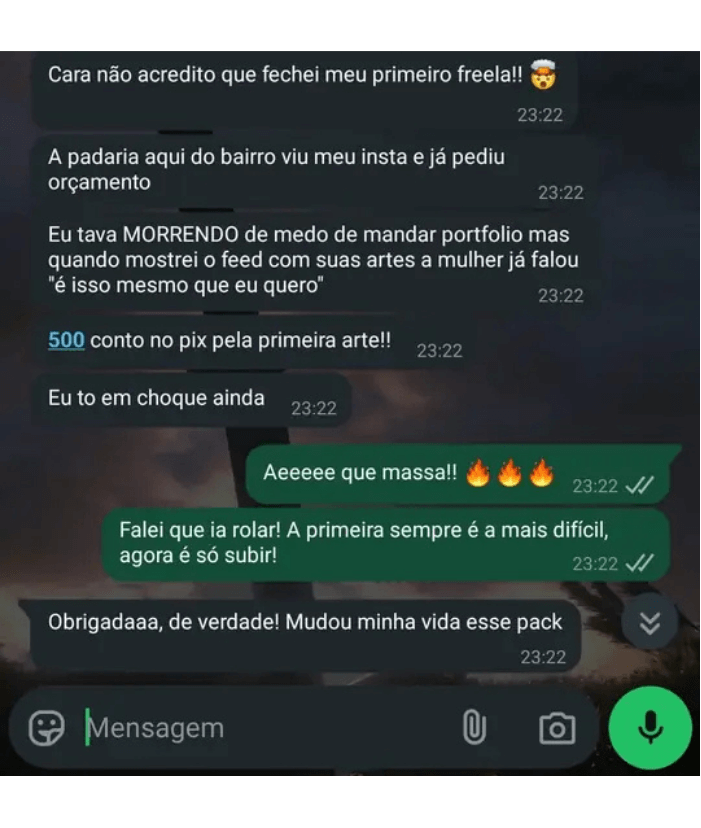 Cara não acredito que fechei meu primeiro freela!! 🤯
23:22
A padaria aqui do bairro viu meu insta e já pediu
orçamento
23:22
Eu tava MORRENDO de medo de mandar portfolio mas
quando mostrei o feed com suas artes a mulher já falou
"é isso mesmo que eu quero"
23:22
500 conto no pix pela primeira arte!! 23:22
Eu to em choque ainda 23:22
Aeeeee que massa!! 🔥🔥🔥 23:22
Falei que ia rolar! A primeira sempre é a mais difícil,
agora é só subir!
23:22
Obrigadaaa, de verdade! Mudou minha vida esse pack
23:22
Mensagem